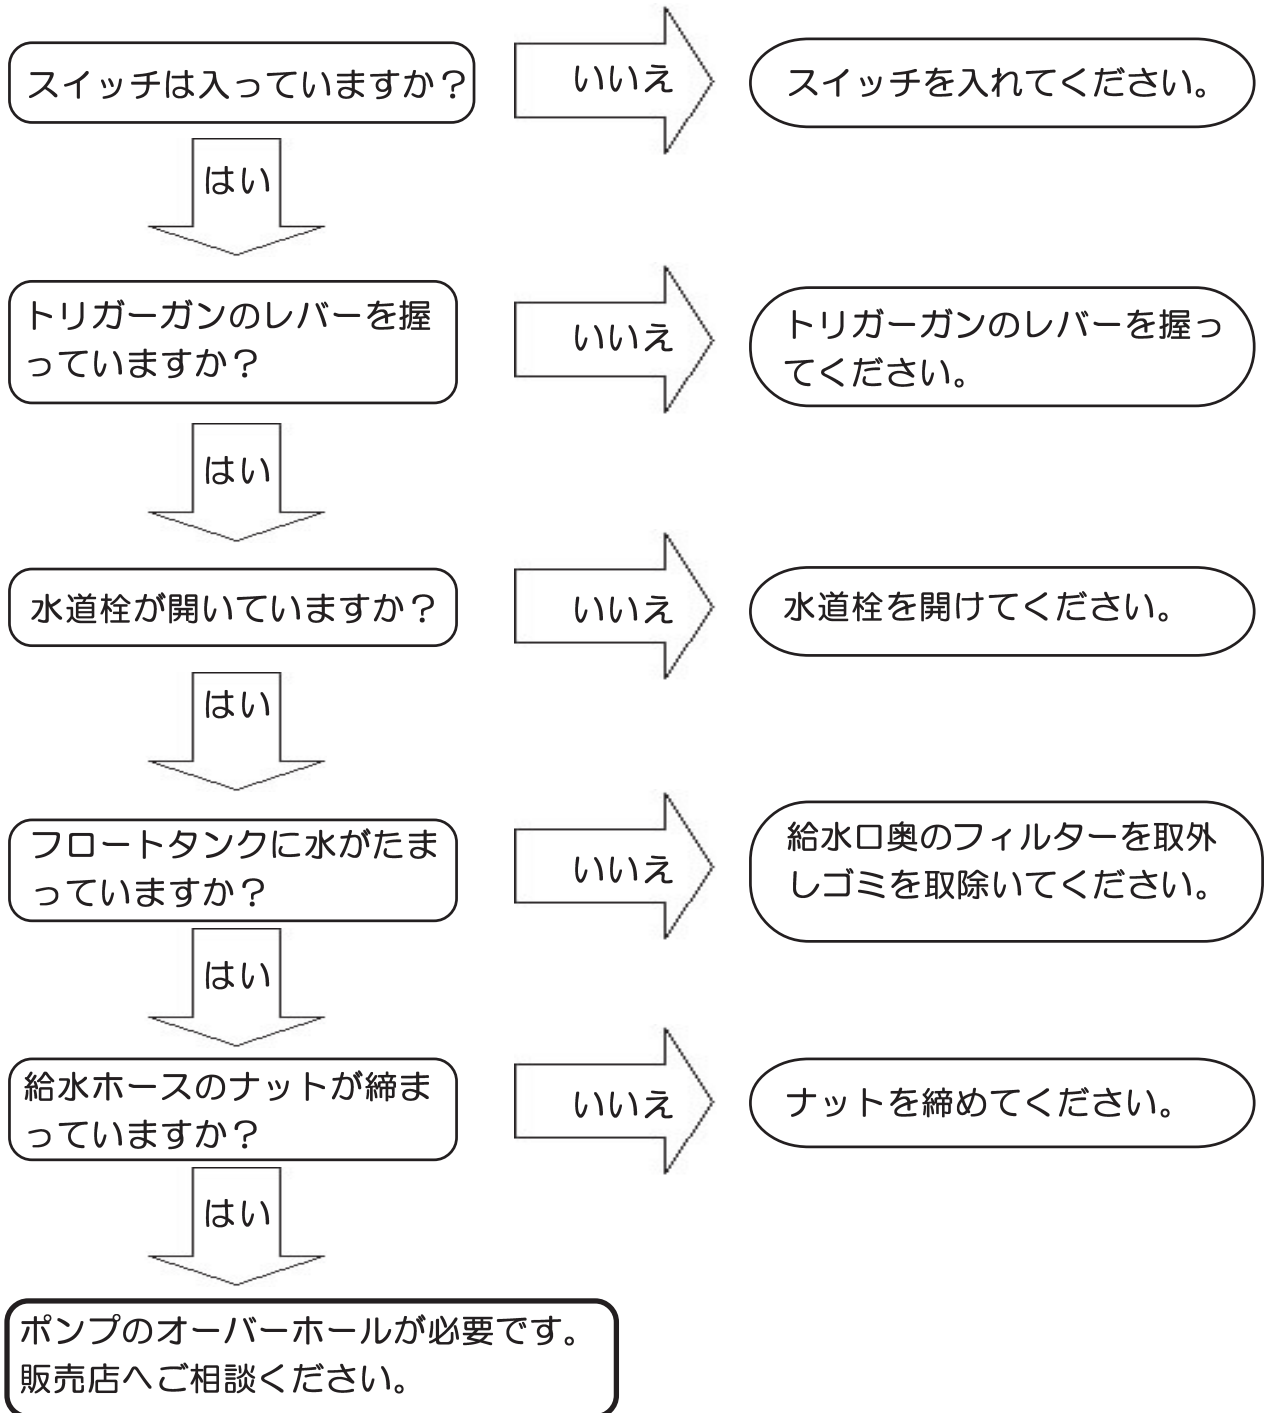 スイッチは入っていますか？
いいえ
スイッチを入れてください。
はい
トリガーガンのレバーを握
っていますか？
いいえ
トリガーガンのレバーを握っ
てください。
はい
水道栓が開いていますか？
いいえ
水道栓を開けてください。
はい
フロートタンクに水がたま
っていますか？
いいえ
給水口奥のフィルターを取外
しゴミを取除いてください。
はい
給水ホースのナットが締ま
っていますか？
いいえ
ナットを締めてください。
はい
ポンプのオーバーホールが必要です。
販売店へご相談ください。